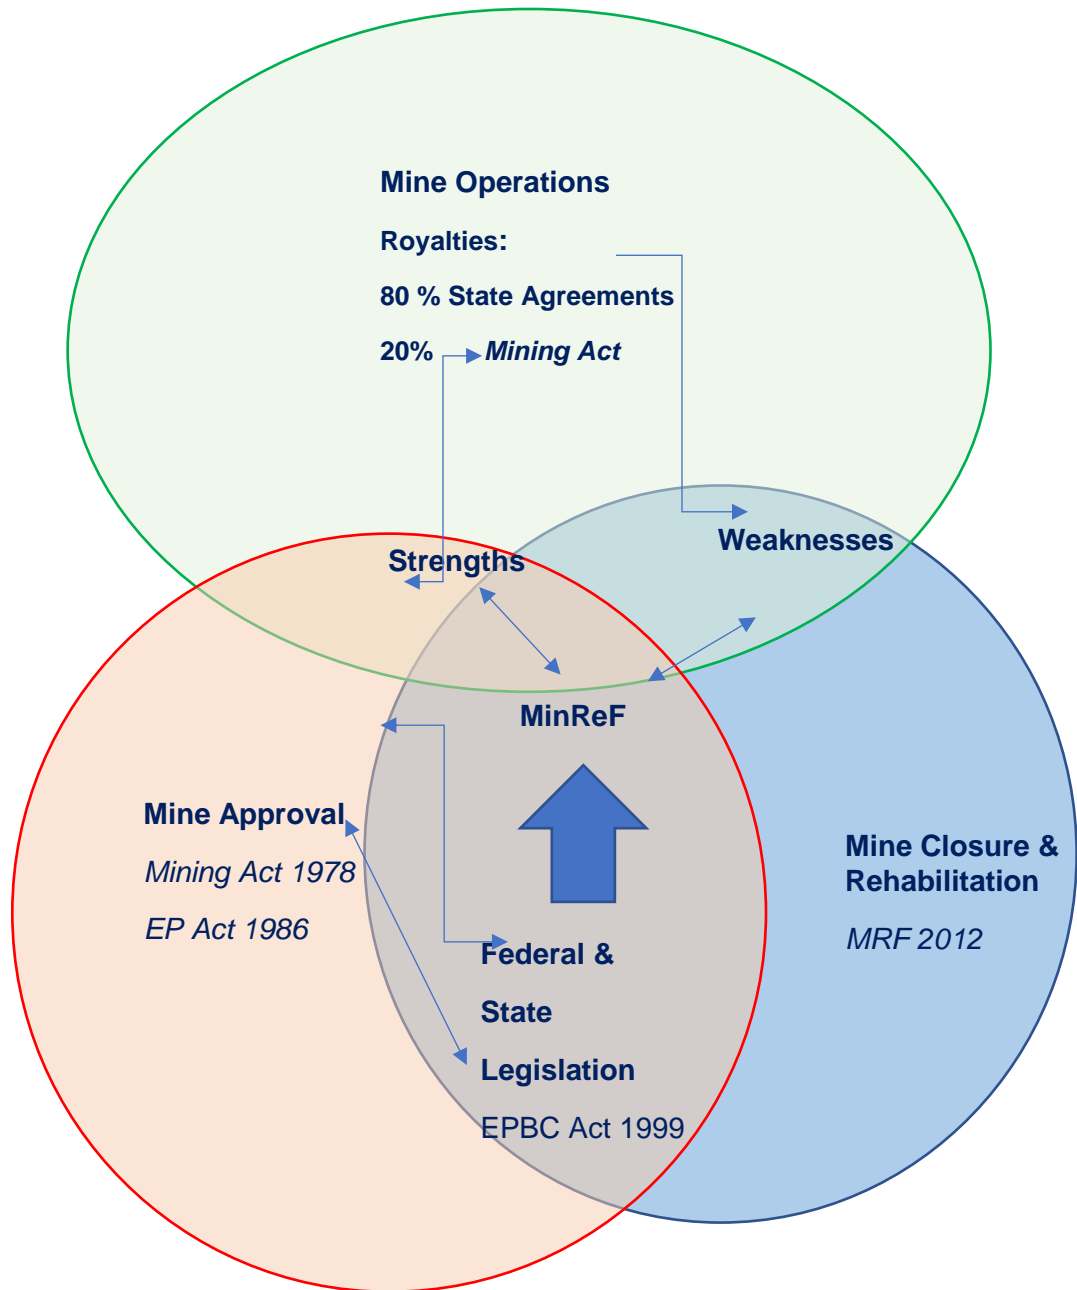 Mine Operations
Royalties:
80 % State Agreements
20% Mining Act
Strengths
Weaknesses
MinReF
Mine Approval
Mining Act 1978
EP Act 1986
Mine Closure &
Rehabilitation
MRF 2012
Federal &
State
Legislation
EPBC Act 1999